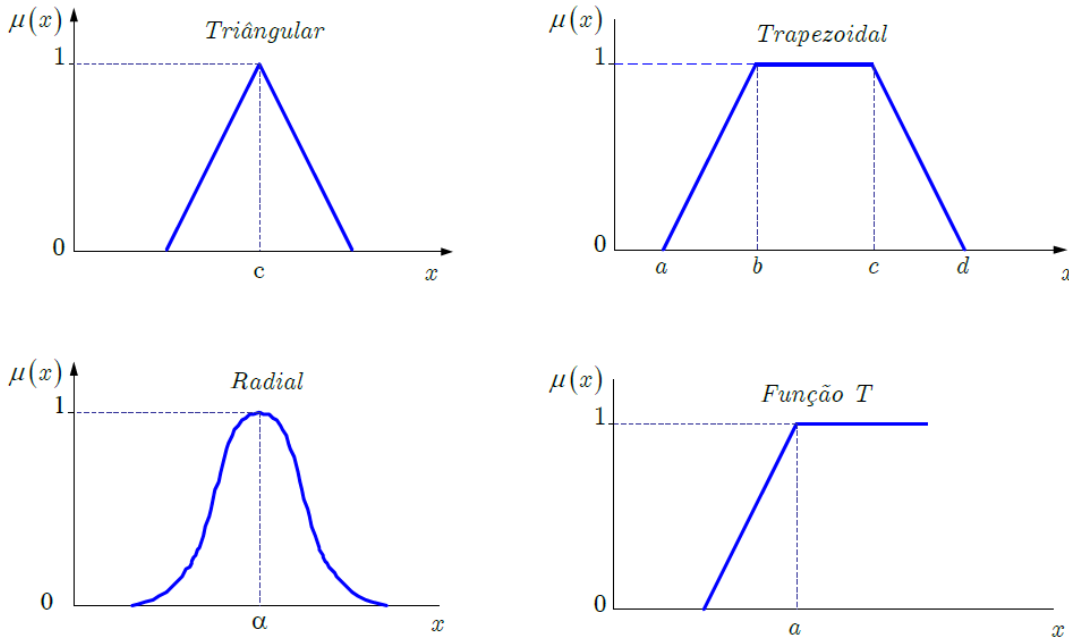 μ(x)
Triângular
1
0
c
x
μ(x)
Trapezoidal
1
0
a b c d
x
μ(x)
Radial
1
0
α
x
μ(x)
Função T
1
0
a
x